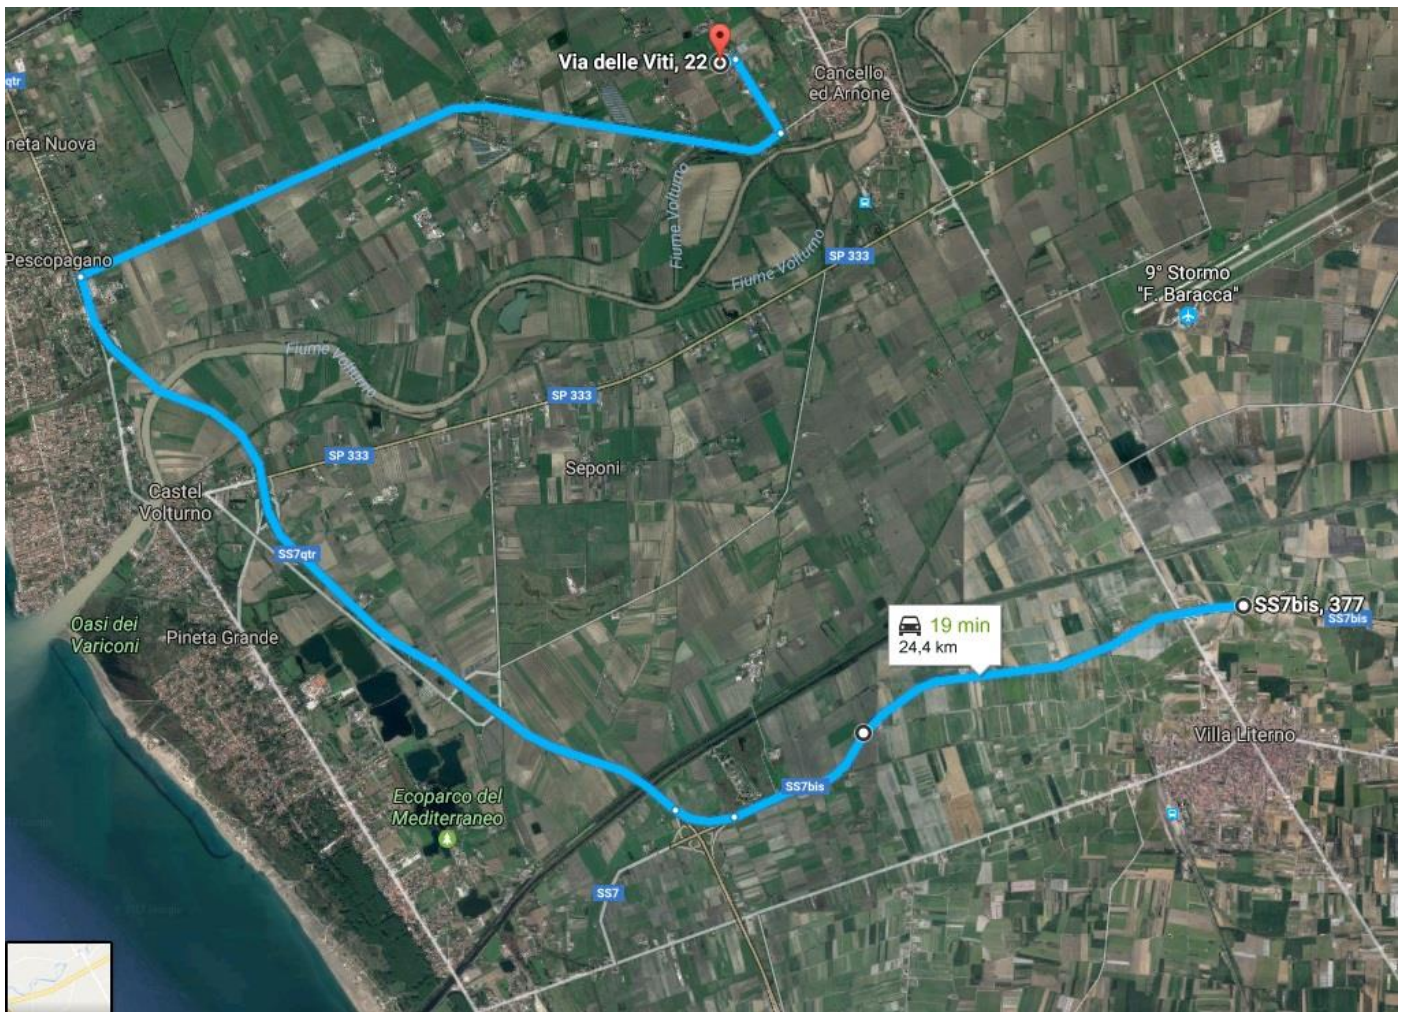 Via delle Viti, 22
Cancello
ed Arnone
qtr
neta Nuova
Fiume Volturno
Fiume Volturno
SP 333
Pescopagano
9° Stormo
"F. Baracca"
Fiume Volturno
SP 333
SP 333
Seponi
Castel
Volturno
SS7qtr
Oasi dei
Variconi
Pineta Grande
19 min
24,4 km
SS7bis, 377
SS7bis
Villa Literno
SS7bis
Ecoparco del
Mediterraneo
SS7